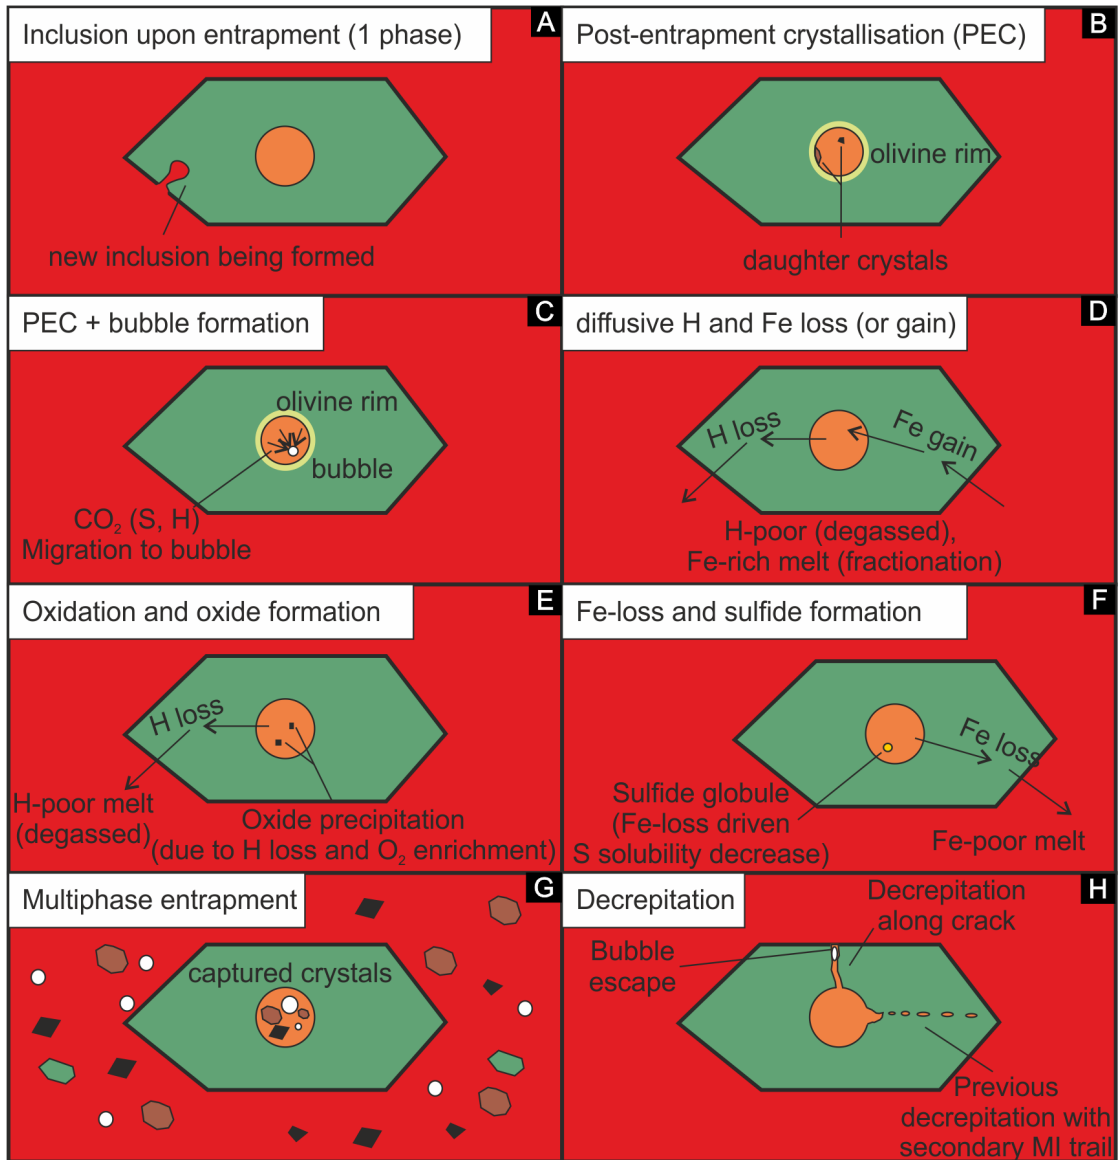 Inclusion upon entrapment (1 phase)
A
new inclusion being formed
Post-entrapment crystallisation (PEC)
B
olivine rim
daughter crystals
PEC + bubble formation
C
olivine rim
bubble
CO₂ (S, H)
Migration to bubble
diffusive H and Fe loss (or gain)
D
H loss
Fe gain
H-poor (degassed),
Fe-rich melt (fractionation)
Oxidation and oxide formation
E
H loss
H-poor melt
(degassed)
Oxide precipitation
(due to H loss and O₂ enrichment)
Fe-loss and sulfide formation
F
Fe loss
Sulfide globule
(Fe-loss driven
S solubility decrease)
Fe-poor melt
Multiphase entrapment
G
captured crystals
Decrepitation
H
Decrepitation
along crack
Bubble
escape
Previous
decrepitation with
secondary MI trail